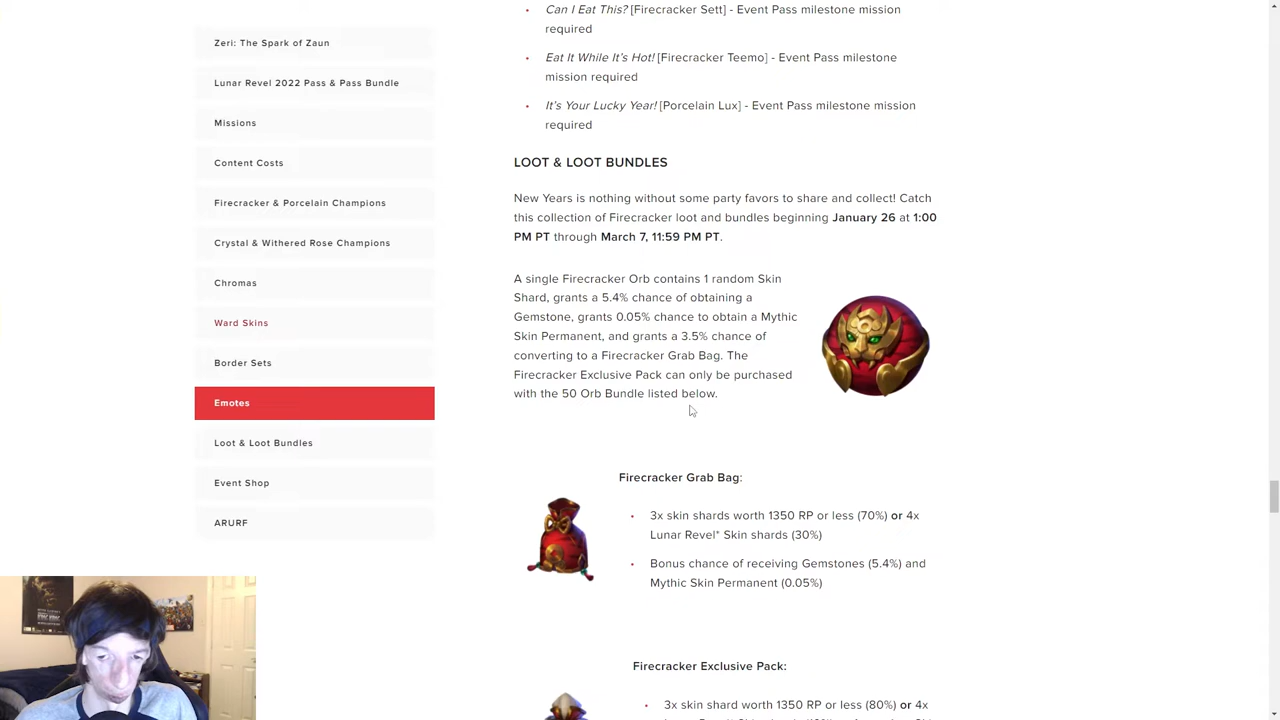 Zeri: The Spark of Zaun
Lunar Revel 2022 Pass & Pass Bundle
Missions
Content Costs
Firecracker & Porcelain Champions
Crystal & Withered Rose Champions
Chromas
Ward Skins
Border Sets
Emotes
Loot & Loot Bundles
Event Shop
ARURF
• Can I Eat This? [Firecracker Sett] - Event Pass milestone mission
required
• Eat It While It's Hot! [Firecracker Teemo] - Event Pass milestone
mission required
• It's Your Lucky Year! [Porcelain Lux] - Event Pass milestone mission
required
LOOT & LOOT BUNDLES
New Years is nothing without some party favors to share and collect! Catch
this collection of Firecracker loot and bundles beginning January 26 at 1:00
PM PT through March 7, 11:59 PM PT.
A single Firecracker Orb contains 1 random Skin
Shard, grants a 5.4% chance of obtaining a
Gemstone, grants 0.05% chance to obtain a Mythic
Skin Permanent, and grants a 3.5% chance of
converting to a Firecracker Grab Bag. The
Firecracker Exclusive Pack can only be purchased
with the 50 Orb Bundle listed below.
Firecracker Grab Bag:
• 3x skin shards worth 1350 RP or less (70%) or 4x
Lunar Revel* Skin shards (30%)
• Bonus chance of receiving Gemstones (5.4%) and
Mythic Skin Permanent (0.05%)
Firecracker Exclusive Pack:
• 3x skin shard worth 1350 RP or less (80%) or 4x